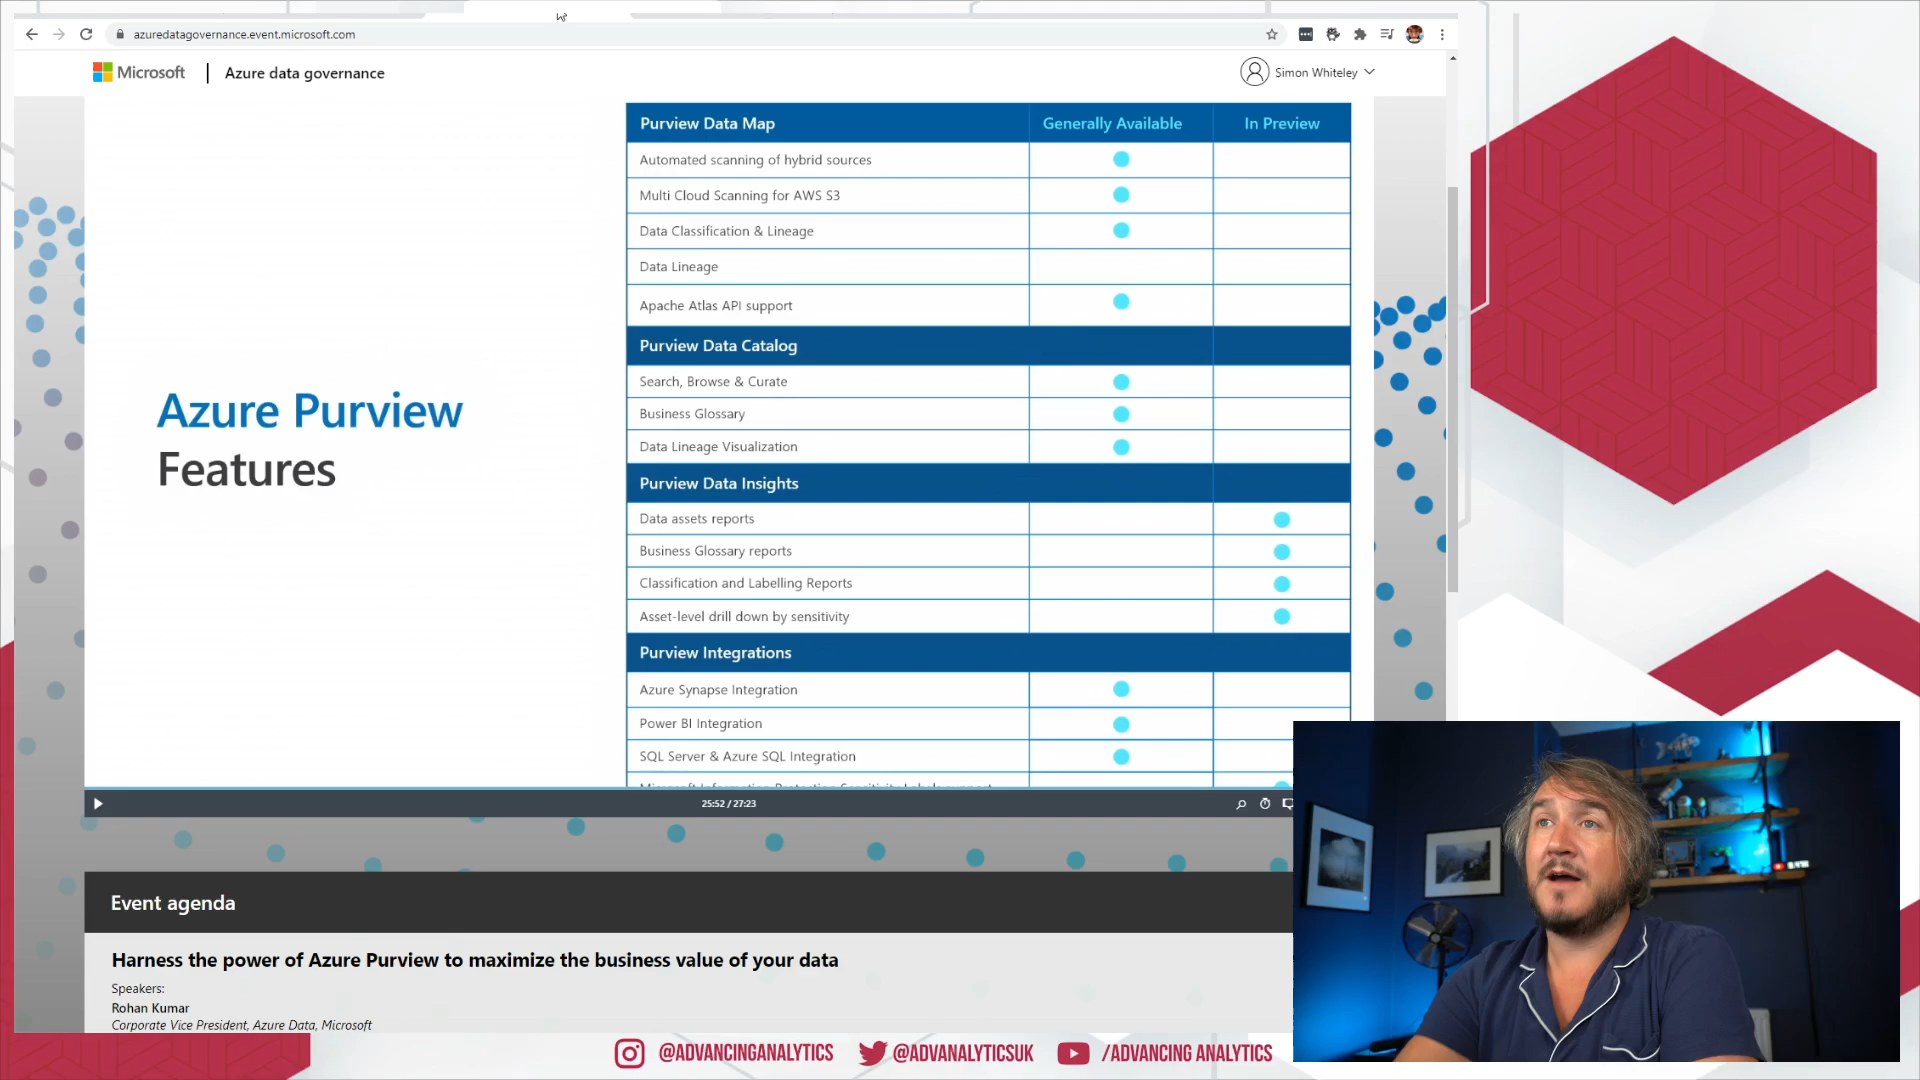 azuredatagovernance.event.microsoft.com
Microsoft
Azure data governance
Simon Whiteley
Azure Purview
Features
Purview Data Map
Generally Available
In Preview
Automated scanning of hybrid sources
Multi Cloud Scanning for AWS S3
Data Classification & Lineage
Data Lineage
Apache Atlas API support
Purview Data Catalog
Search, Browse & Curate
Business Glossary
Data Lineage Visualization
Purview Data Insights
Data assets reports
Business Glossary reports
Classification and Labelling Reports
Asset-level drill down by sensitivity
Purview Integrations
Azure Synapse Integration
Power BI Integration
SQL Server & Azure SQL Integration
Microsoft Information Protection Sensitivity Labels support
25:52 / 27:23
Event agenda
Harness the power of Azure Purview to maximize the business value of your data
Speakers:
Rohan Kumar
Corporate Vice President, Azure Data, Microsoft
@ADVANCINGANALYTICS
@ADVANALYTICSUK
/ADVANCING ANALYTICS